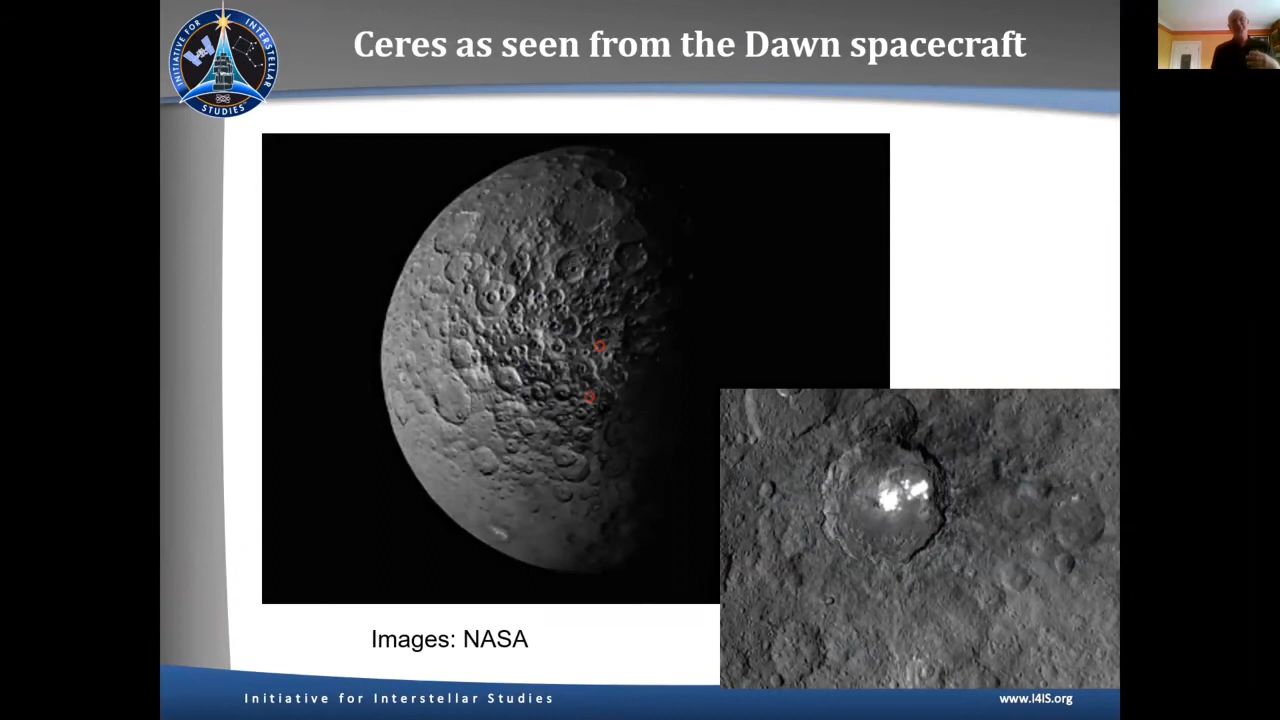 INITIATIVE FOR INTERSTELLAR STUDIES
Ceres as seen from the Dawn spacecraft
Images: NASA
Initiative for Interstellar Studies
www.I4IS.org